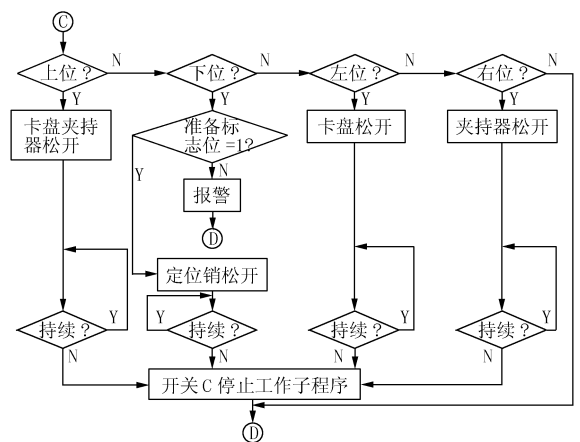 C
上位？
N
下位？
N
左位？
N
右位？
N
Y
Y
Y
Y
卡盘夹持
器松开
准备标
志位=1?
卡盘松开
夹持器松开
Y
N
报警
D
定位销松开
持续？
Y
Y
持续？
持续？
Y
持续？
Y
N
N
N
N
开关C停止工作子程序
D